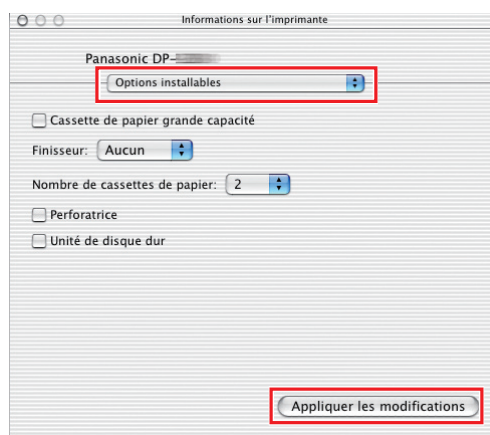 Informations sur l'imprimante
Panasonic DP-
Options installables
Cassette de papier grande capacité
Finisseur: Aucun
Nombre de cassettes de papier: 2
Perforatrice
Unité de disque dur
Appliquer les modifications